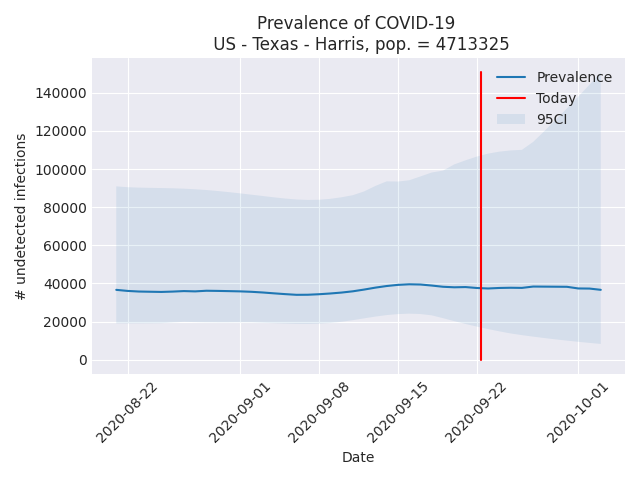 Prevalence of COVID-19
US - Texas - Harris, pop. = 4713325
Prevalence
Today
95CI
140000
120000
100000
80000
60000
40000
20000
0
# undetected infections
2020-08-22
2020-09-01
2020-09-08
2020-09-15
2020-09-22
2020-10-01
Date